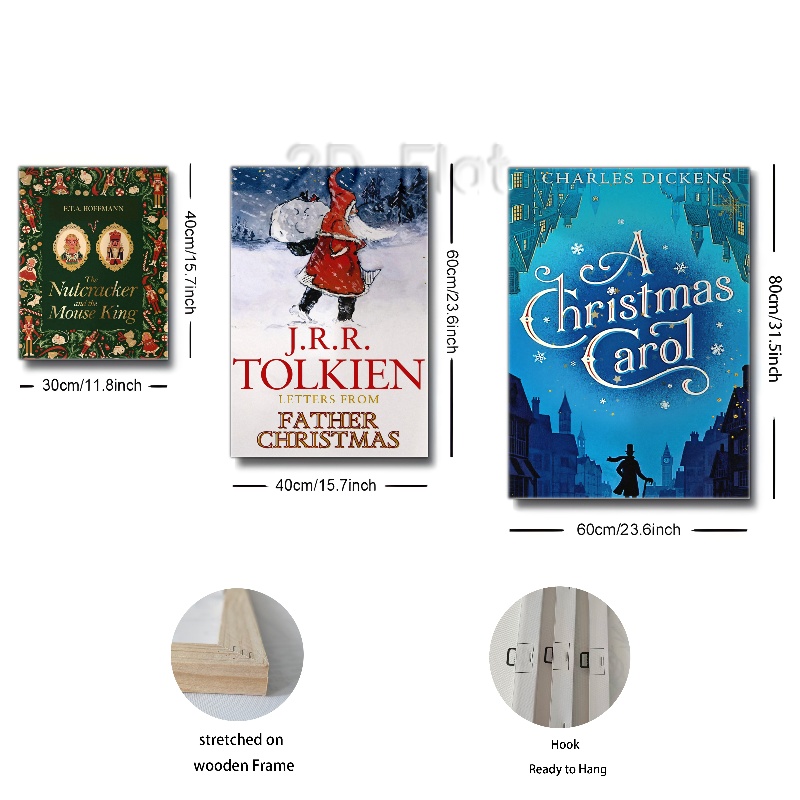 2D Flat
E.T.A. HOFFMANN
The
Nutcracker
and the
Mouse King
40cm/15.7inch
30cm/11.8inch
J.R.R.
TOLKIEN
LETTERS FROM
FATHER
CHRISTMAS
60cm/23.6inch
40cm/15.7inch
CHARLES DICKENS
A
Christmas
Carol
80cm/31.5inch
60cm/23.6inch
stretched on
wooden Frame
Hook
Ready to Hang